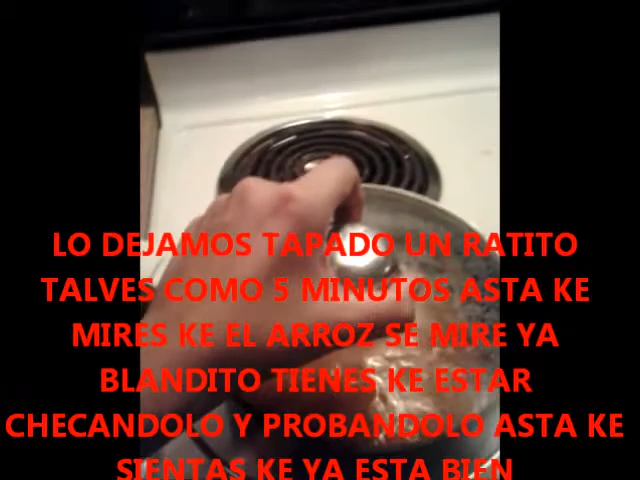 LO DEJAMOS TAPADO UN RATITO
TALVES COMO 5 MINUTOS ASTA KE
MIRES KE EL ARROZ SE MIRE YA
BLANDITO TIENES KE ESTAR
CHECANDOLO Y PROBANDOLO ASTA KE
SIENTAS KE YA ESTA BIEN